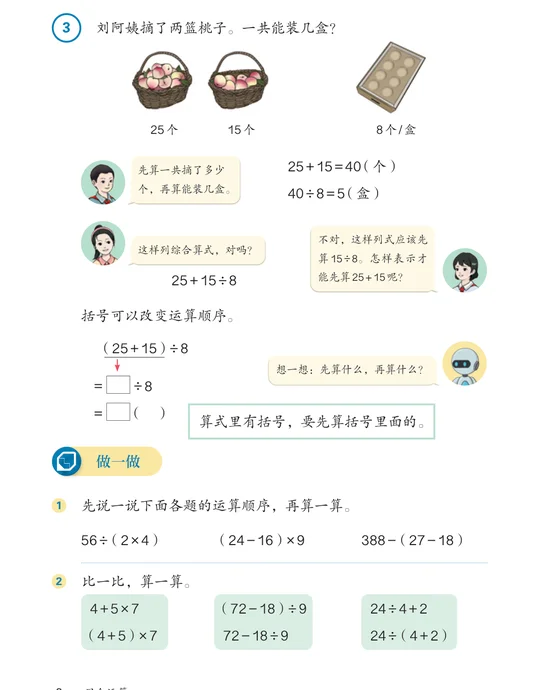 3 刘阿姨摘了两篮桃子。一共能装几盒？
25个 15个 8个/盒
先算一共摘了多少
个，再算能装几盒。
25+15=40(个)
40÷8=5(盒)
这样列综合算式，对吗？
25+15÷8
不对，这样列式应该先
算15÷8。怎样表示才
能先算25+15呢？
括号可以改变运算顺序。
(25+15)÷8
=□÷8
=□( )
想一想：先算什么，再算什么？
算式里有括号，要先算括号里面的。
做一做
1 先说一说下面各题的运算顺序，再算一算。
56÷(2×4) (24-16)×9 388-(27-18)
2 比一比，算一算。
4+5×7 (72-18)÷9 24÷4+2
(4+5)×7 72-18÷9 24÷(4+2)